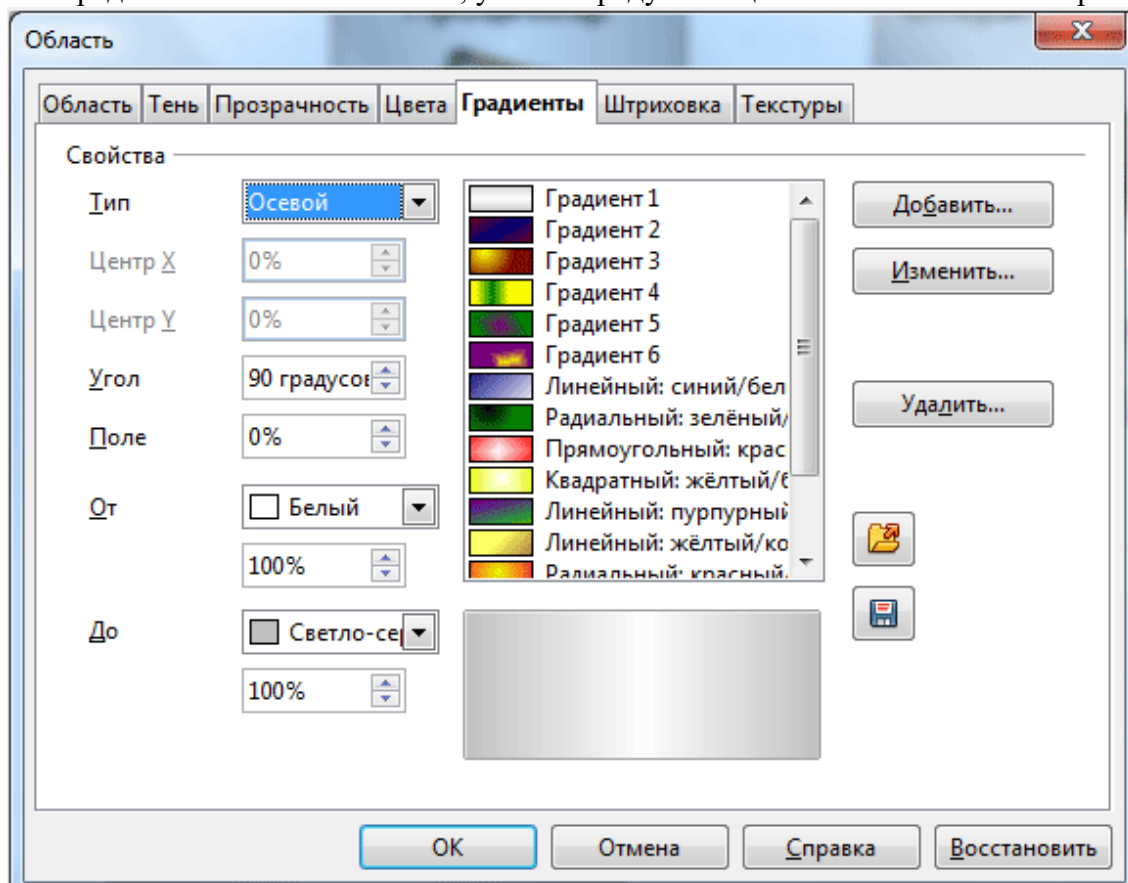 Область
Область Тень Прозрачность Цвета Градиенты Штриховка Текстуры
Свойства
Тип Осевой
Центр X 0%
Центр Y 0%
Угол 90 градусов
Поле 0%
От Белый
100%
До Светло-сер
100%
Градиент 1
Градиент 2
Градиент 3
Градиент 4
Градиент 5
Градиент 6
Линейный: синий/бел
Радиальный: зелёный/
Прямоугольный: крас
Квадратный: жёлтый/б
Линейный: пурпурный
Линейный: жёлтый/ко
Радиальный: красный/
Добавить...
Изменить...
Удалить...
OK Отмена Справка Восстановить